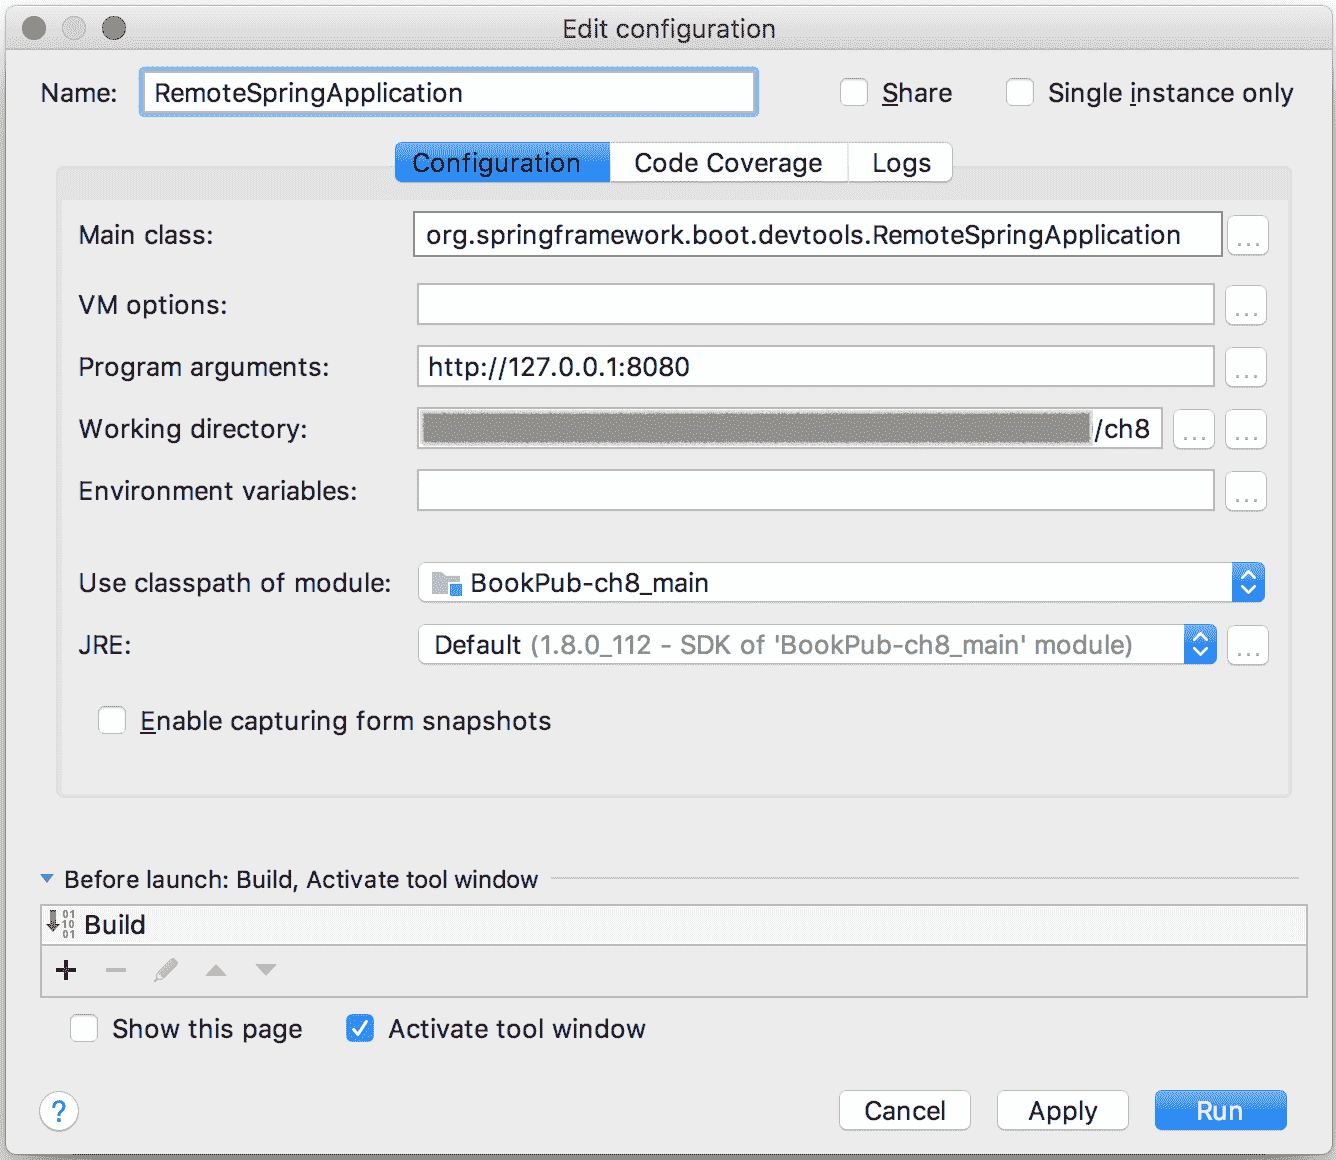 Edit configuration
Name: RemoteSpringApplication Share Single instance only
Configuration Code Coverage Logs
Main class: org.springframework.boot.devtools.RemoteSpringApplication ...
VM options: ...
Program arguments: http://127.0.0.1:8080 ...
Working directory: /ch8 ... ...
Environment variables: ...
Use classpath of module: BookPub-ch8_main
JRE: Default (1.8.0_112 - SDK of 'BookPub-ch8_main' module) ...
Enable capturing form snapshots
Before launch: Build, Activate tool window
01
10
01 Build
Show this page Activate tool window
? Cancel Apply Run